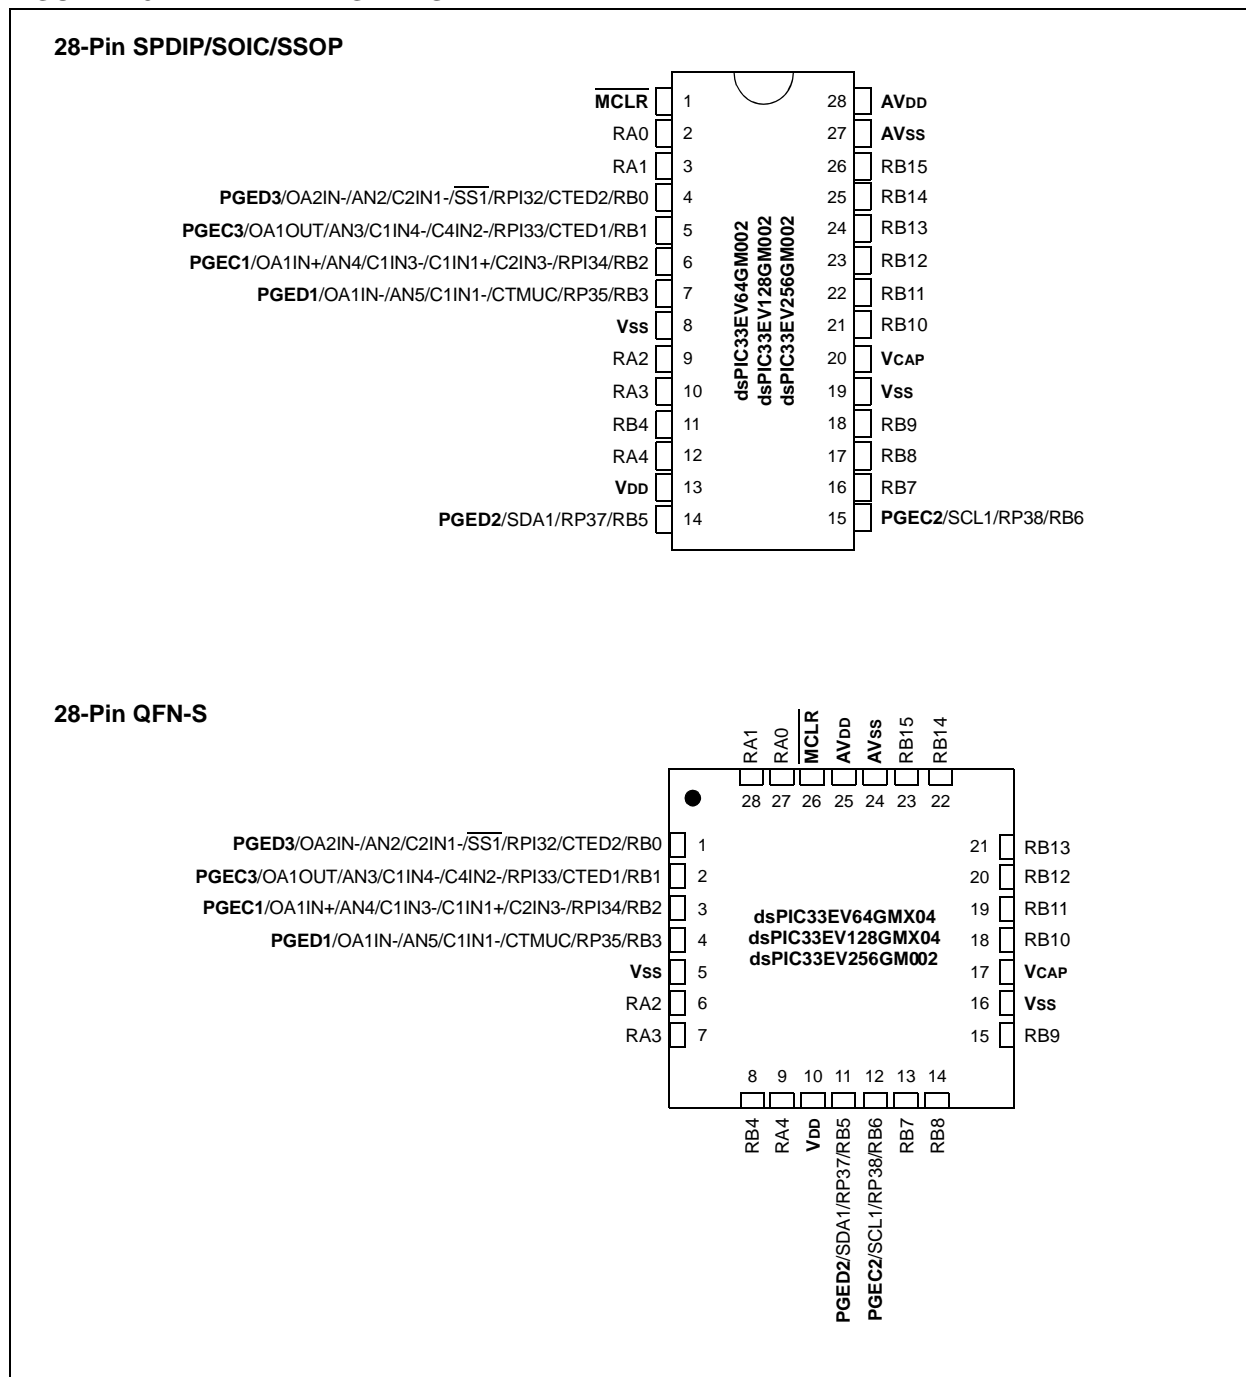 28-Pin SPDIP/SOIC/SSOP
MCLR 1 28 AVDD
RA0 2 27 AVSS
RA1 3 26 RB15
PGED3/OA2IN-/AN2/C2IN1-/SS1/RPI32/CTED2/RB0 4 25 RB14
PGEC3/OA1OUT/AN3/C1IN4-/C4IN2-/RPI33/CTED1/RB1 5 24 RB13
PGEC1/OA1IN+/AN4/C1IN3-/C1IN1+/C2IN3-/RPI34/RB2 6 23 RB12
PGED1/OA1IN-/AN5/C1IN1-/CTMUC/RP35/RB3 7 22 RB11
VSS 8 21 RB10
RA2 9 20 VCAP
RA3 10 19 VSS
RB4 11 18 RB9
RA4 12 17 RB8
VDD 13 16 RB7
PGED2/SDA1/RP37/RB5 14 15 PGEC2/SCL1/RP38/RB6
dsPIC33EV64GM002
dsPIC33EV128GM002
dsPIC33EV256GM002
28-Pin QFN-S
RA1 RA0 MCLR AVDD AVSS RB15 RB14
28 27 26 25 24 23 22
PGED3/OA2IN-/AN2/C2IN1-/SS1/RPI32/CTED2/RB0 1 21 RB13
PGEC3/OA1OUT/AN3/C1IN4-/C4IN2-/RPI33/CTED1/RB1 2 20 RB12
PGEC1/OA1IN+/AN4/C1IN3-/C1IN1+/C2IN3-/RPI34/RB2 3 19 RB11
PGED1/OA1IN-/AN5/C1IN1-/CTMUC/RP35/RB3 4 18 RB10
VSS 5 17 VCAP
RA2 6 16 VSS
RA3 7 15 RB9
dsPIC33EV64GMX04
dsPIC33EV128GMX04
dsPIC33EV256GM002
8 9 10 11 12 13 14
RB4 RA4 VDD PGED2/SDA1/RP37/RB5 PGEC2/SCL1/RP38/RB6 RB7 RB8